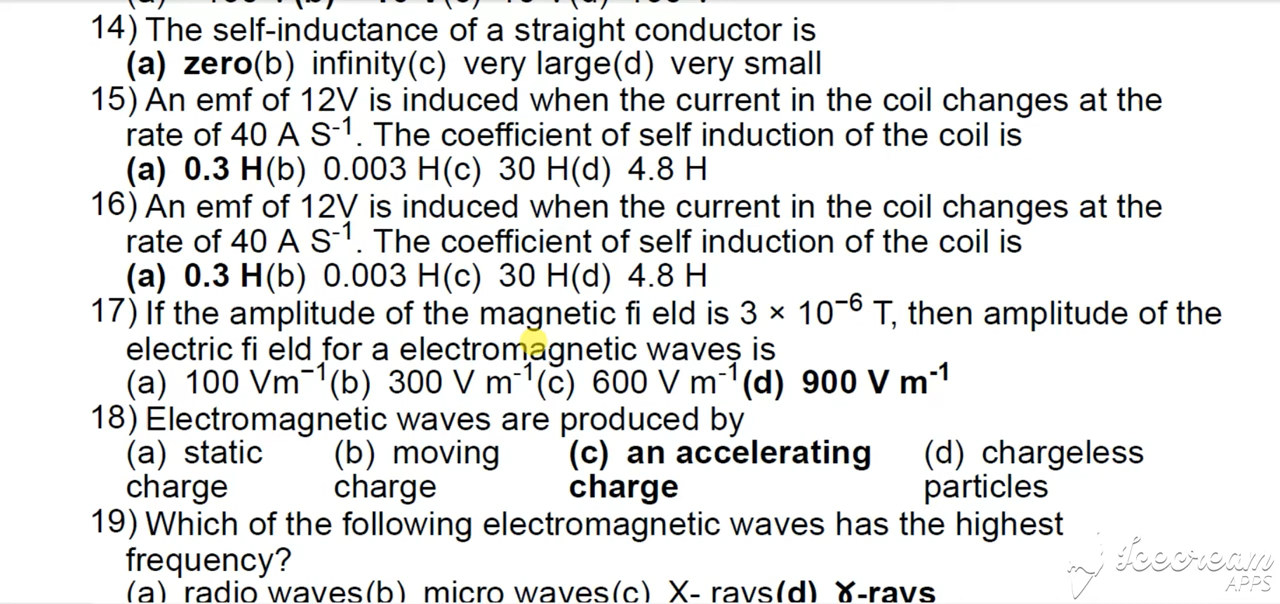 14) The self-inductance of a straight conductor is
(a) zero(b) infinity(c) very large(d) very small
15) An emf of 12V is induced when the current in the coil changes at the
rate of 40 A S⁻¹. The coefficient of self induction of the coil is
(a) 0.3 H(b) 0.003 H(c) 30 H(d) 4.8 H
16) An emf of 12V is induced when the current in the coil changes at the
rate of 40 A S⁻¹. The coefficient of self induction of the coil is
(a) 0.3 H(b) 0.003 H(c) 30 H(d) 4.8 H
17) If the amplitude of the magnetic fi eld is 3 × 10⁻⁶ T, then amplitude of the
electric fi eld for a electromagnetic waves is
(a) 100 Vm⁻¹(b) 300 V m⁻¹(c) 600 V m⁻¹(d) 900 V m⁻¹
18) Electromagnetic waves are produced by
(a) static (b) moving (c) an accelerating (d) chargeless
charge charge charge particles
19) Which of the following electromagnetic waves has the highest
frequency?
(a) radio waves(b) micro waves(c) X- rays(d) ɤ-rays
Icecream
APPS